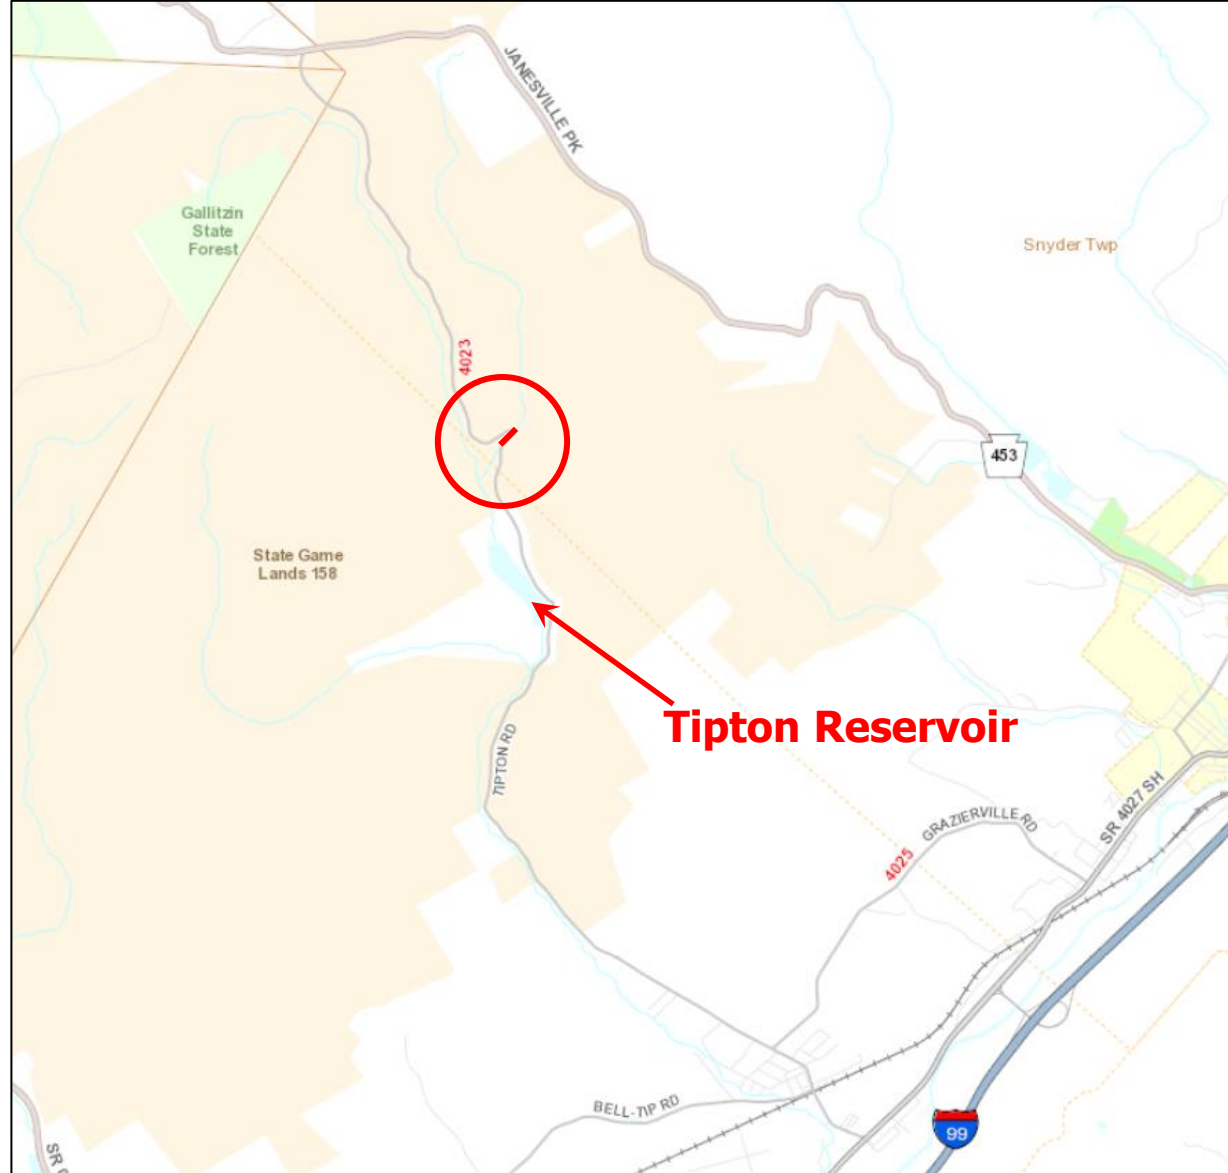 JANESVILLE PK
Gallitzin
State
Forest
Snyder Twp
4023
453
State Game
Lands 158
Tipton Reservoir
TIPTON RD
GRAZIERVILLE RD
SR 4027 SH
4025
BELL-TIP RD
99
SR